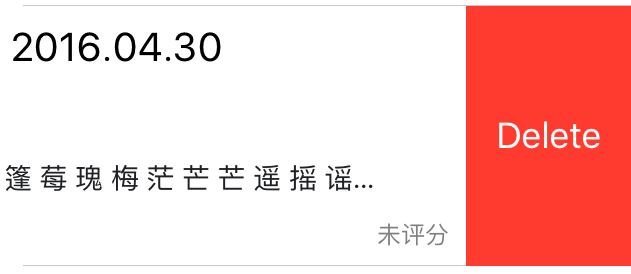 2016.04.30
Delete
篷 莓 瑰 梅 茫 芒 芒 遥 摇 谣...
未评分